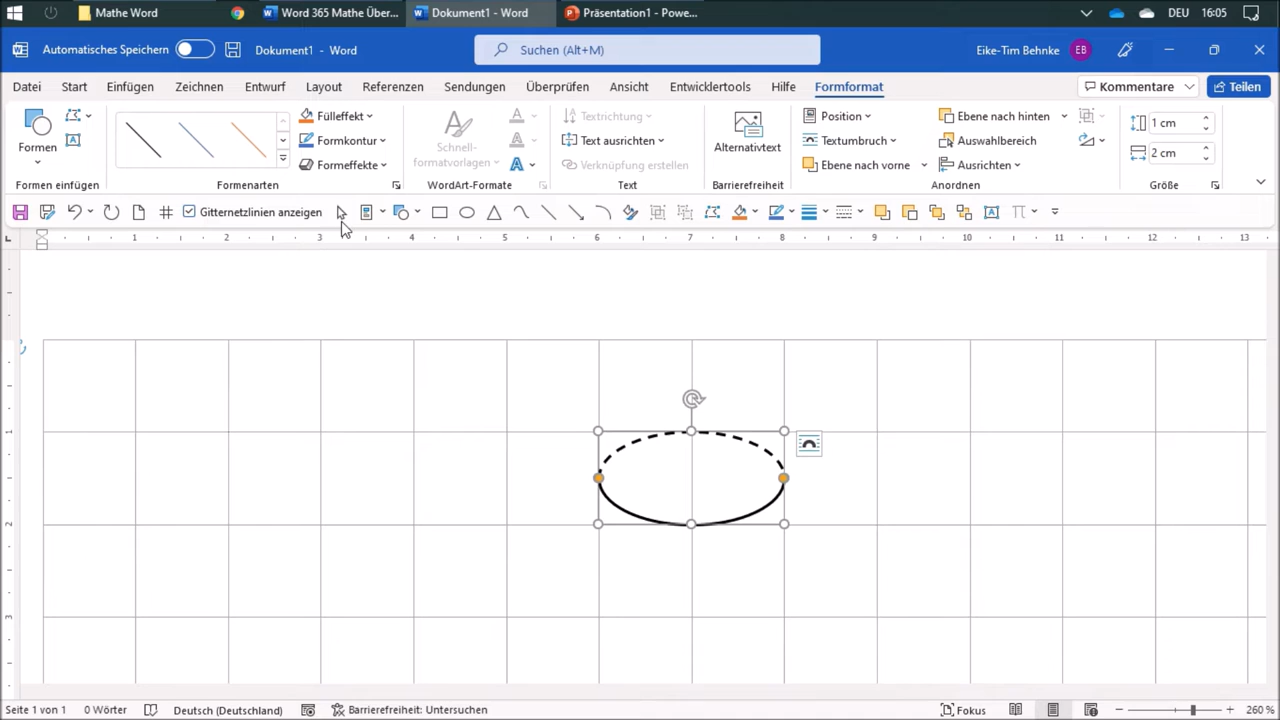 Mathe Word
Word 365 Mathe Über...
Dokument1 - Word
Präsentation1 - Powe...
DEU
16:05
Automatisches Speichern
Dokument1 - Word
Suchen (Alt+M)
Eike-Tim Behnke
EB
Datei Start Einfügen Zeichnen Entwurf Layout Referenzen Sendungen Überprüfen Ansicht Entwicklertools Hilfe Formformat
Kommentare
Teilen
Formen
Formen einfügen
Fülleffekt
Formkontur
Formeffekte
Formenarten
Schnell-
formatvorlagen
WordArt-Formate
Textrichtung
Text ausrichten
Verknüpfung erstellen
Text
Alternativtext
Barrierefreiheit
Position
Textumbruch
Ebene nach vorne
Ebene nach hinten
Auswahlbereich
Ausrichten
Anordnen
1 cm
2 cm
Größe
Gitternetzlinien anzeigen
1 2 3 4 5 6 7 8 9 10 11 12 13
1
2
3
Seite 1 von 1
0 Wörter
Deutsch (Deutschland)
Barrierefreiheit: Untersuchen
Fokus
260 %